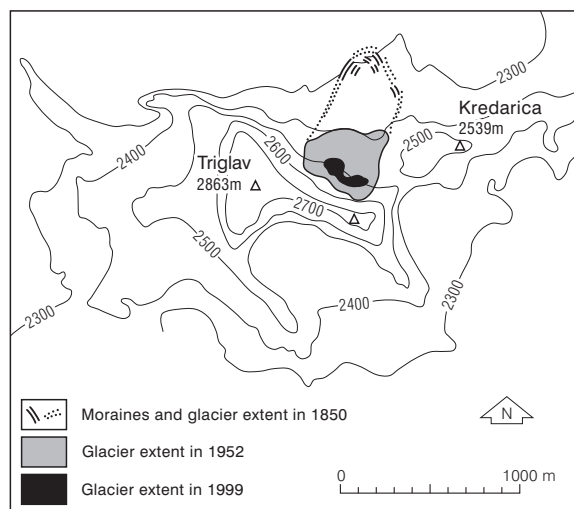 2300
Kredarica
2539m
2500
2400
2600
Triglav
2863m
2700
2500
2400
2300
2300
Moraines and glacier extent in 1850
N
Glacier extent in 1952
0 1000 m
Glacier extent in 1999